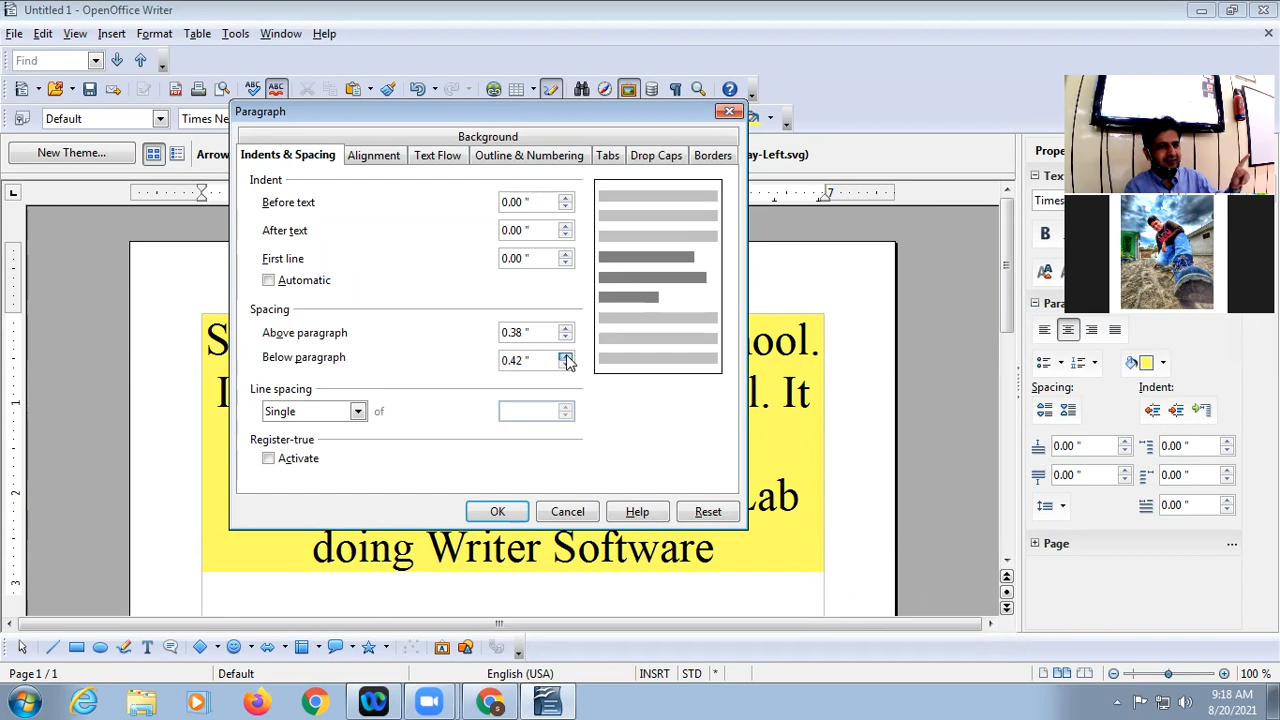 Untitled 1 - OpenOffice Writer
File Edit View Insert Format Table Tools Window Help
Find
Default Times Ne
Paragraph
New Theme... Arrow ay-Left.svg)
Background
Indents & Spacing Alignment Text Flow Outline & Numbering Tabs Drop Caps Borders
Indent
Before text 0.00 "
After text 0.00 "
First line 0.00 "
Automatic
Spacing
Above paragraph 0.38 "
Below paragraph 0.42 "
Line spacing
Single of
Register-true
Activate
OK Cancel Help Reset
S ool.
I l. It
Lab
doing Writer Software
7
1
2
3
Prope
Text
Times
B
Para
Spacing: Indent:
0.00 " 0.00 "
0.00 " 0.00 "
0.00 "
Page
Page 1 / 1 Default English (USA) INSRT STD * 100 %
9:18 AM
8/20/2021